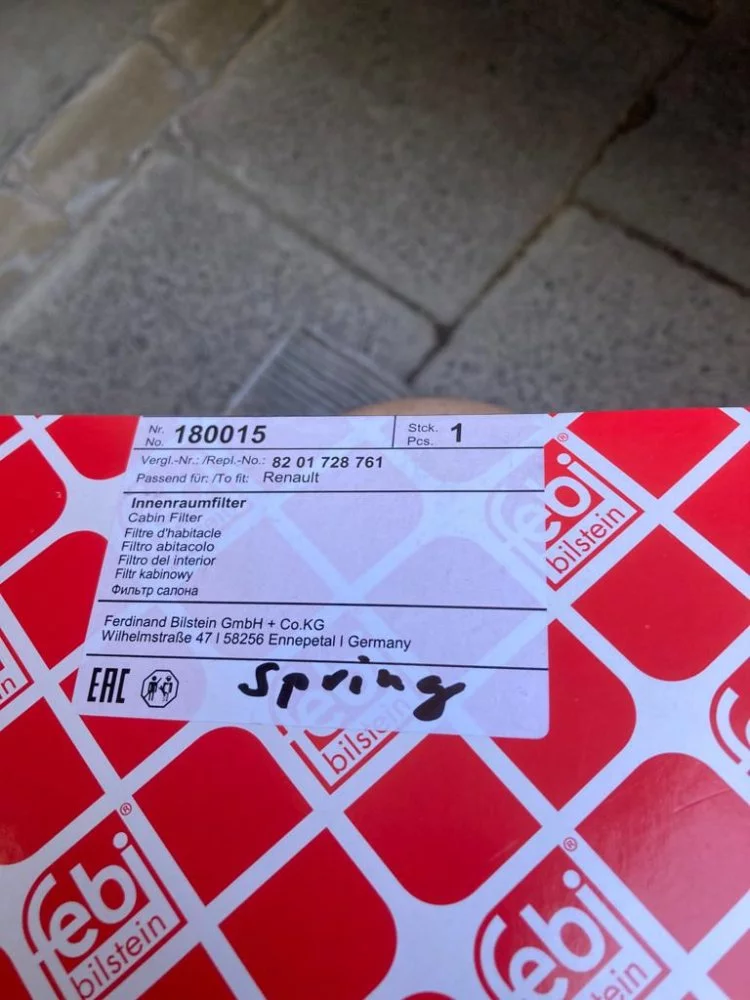 Nr.
No. 180015
Stck.
Pcs. 1
Vergl.-Nr.: /Repl.-No.: 82 01 728 761
Passend für: /To fit: Renault
Innenraumfilter
Cabin Filter
Filtre d'habitacle
Filtro abitacolo
Filtro del interior
Filtr kabinowy
Фильтр салона
Ferdinand Bilstein GmbH + Co.KG
Wilhelmstraße 47 I 58256 Ennepetal I Germany
EAC
Spring
febi
bilstein
bilstein
febi
bilstein
febi